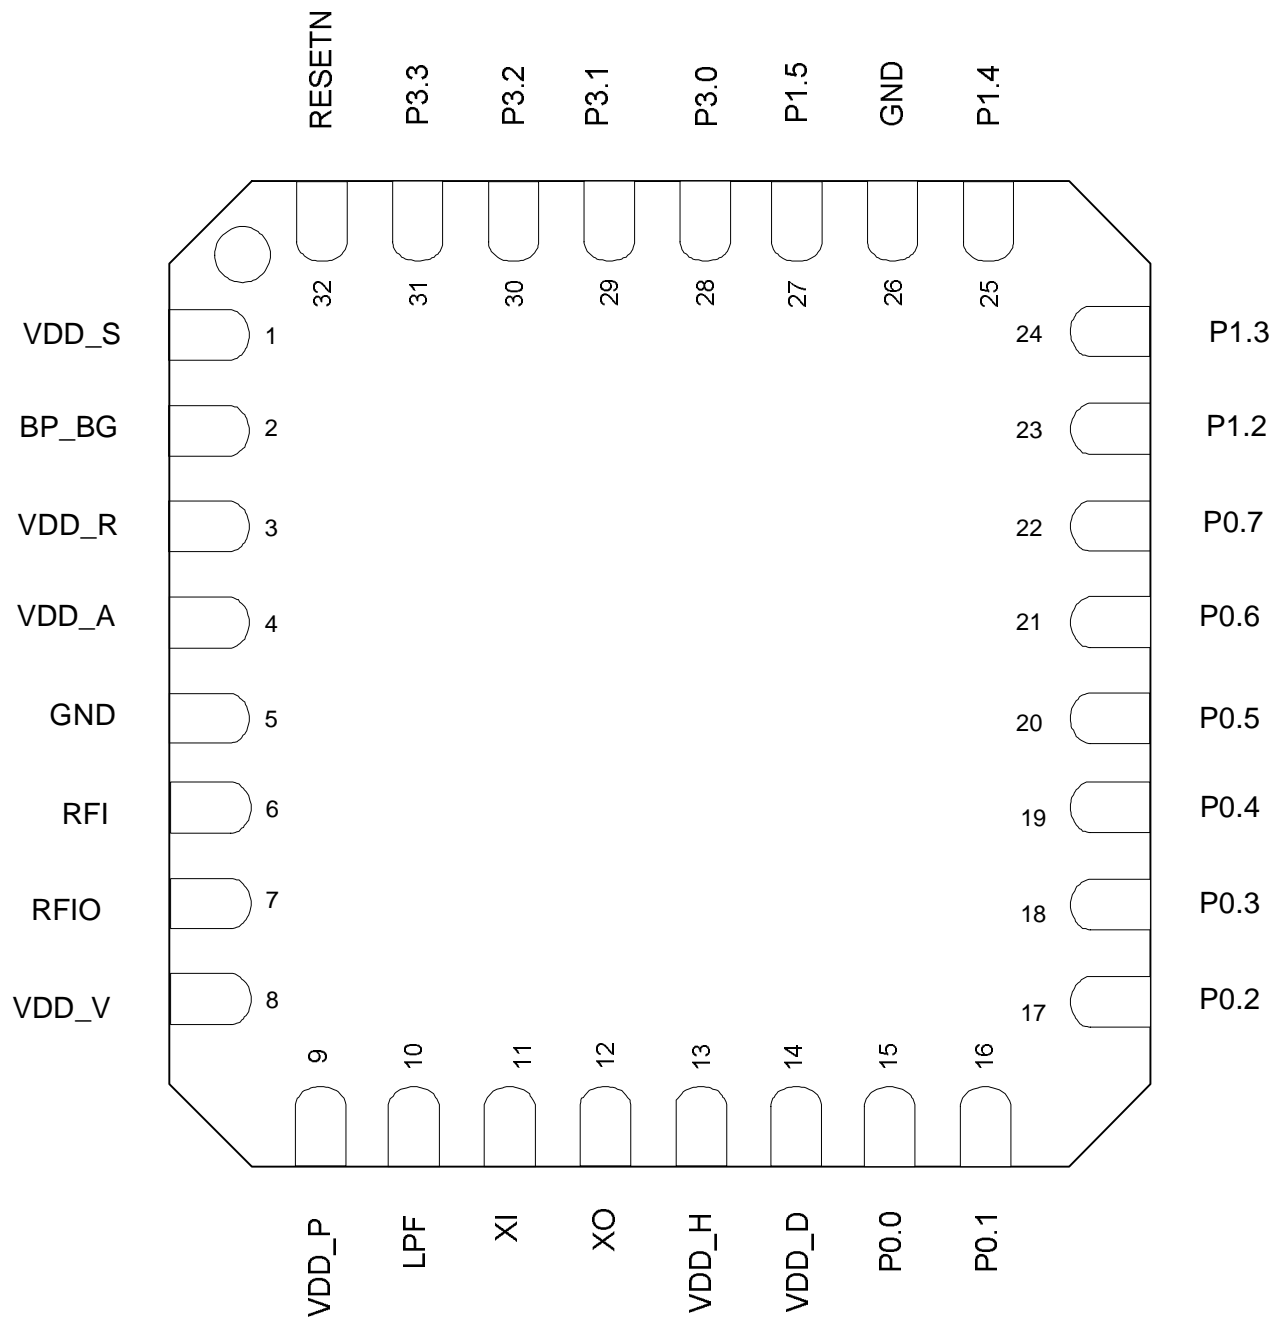 RESETN P3.3 P3.2 P3.1 P3.0 P1.5 GND P1.4
32 31 30 29 28 27 26 25
VDD_S 1 24 P1.3
BP_BG 2 23 P1.2
VDD_R 3 22 P0.7
VDD_A 4 21 P0.6
GND 5 20 P0.5
RFI 6 19 P0.4
RFIO 7 18 P0.3
VDD_V 8 17 P0.2
9 10 11 12 13 14 15 16
VDD_P LPF XI XO VDD_H VDD_D P0.0 P0.1